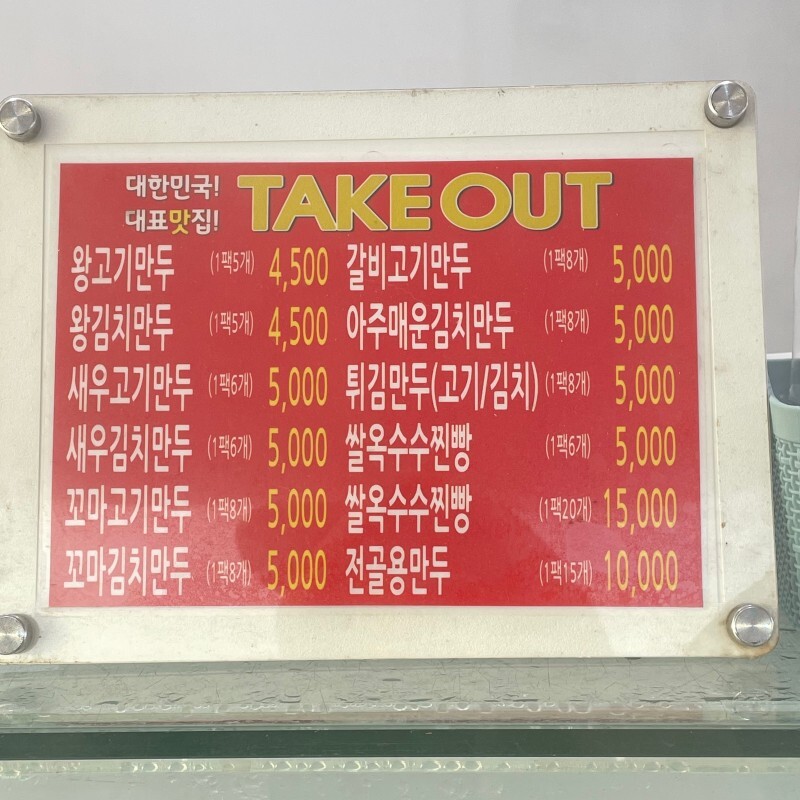 대한민국! 대표맛집! TAKE OUT
왕고기만두 (1팩5개) 4,500
왕김치만두 (1팩5개) 4,500
새우고기만두 (1팩6개) 5,000
새우김치만두 (1팩6개) 5,000
꼬마고기만두 (1팩8개) 5,000
꼬마김치만두 (1팩8개) 5,000
갈비고기만두 (1팩8개) 5,000
아주매운김치만두 (1팩8개) 5,000
튀김만두(고기/김치) (1팩8개) 5,000
쌀옥수수찐빵 (1팩6개) 5,000
쌀옥수수찐빵 (1팩20개) 15,000
전골용만두 (1팩15개) 10,000